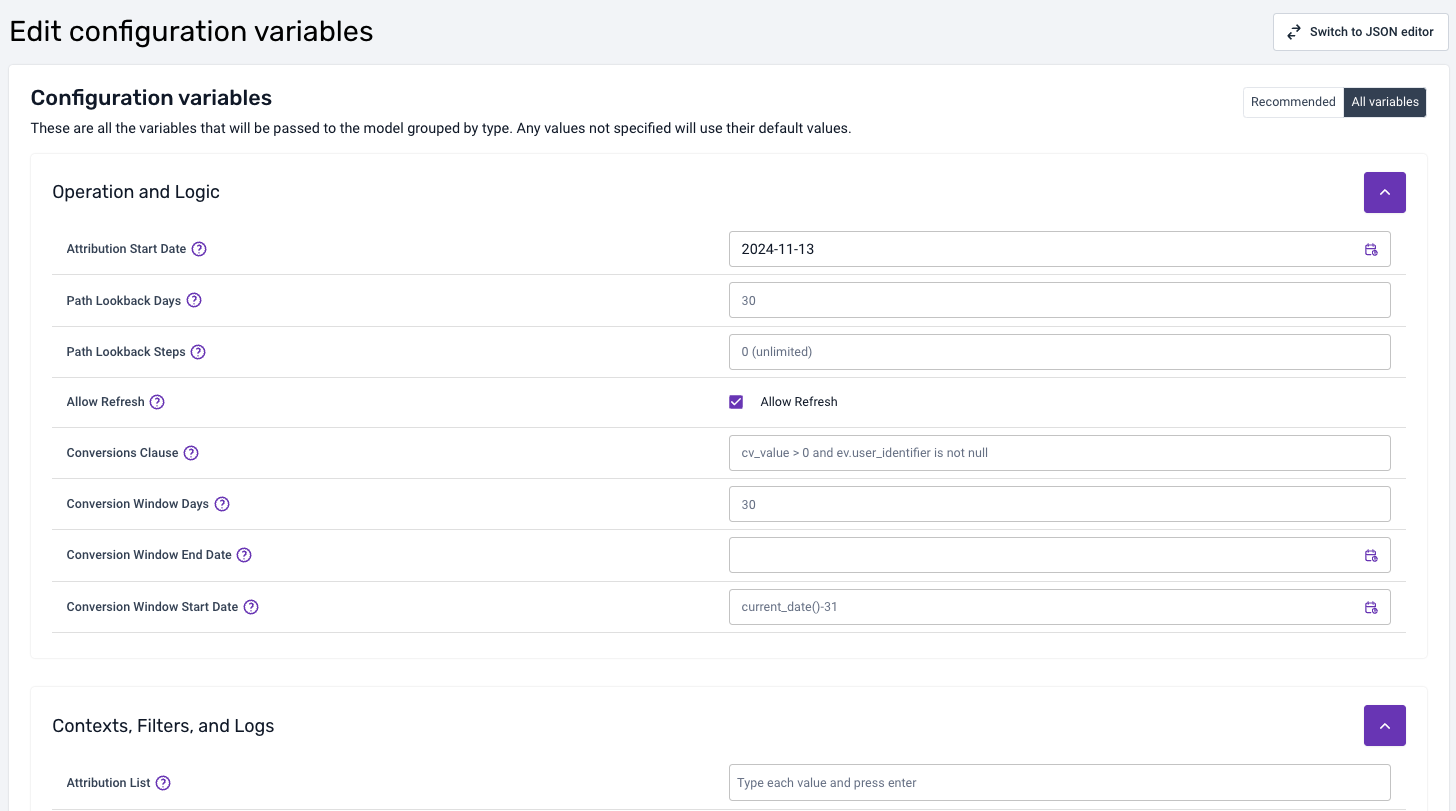 Edit configuration variables
Switch to JSON editor
Configuration variables
Recommended
All variables
These are all the variables that will be passed to the model grouped by type. Any values not specified will use their default values.
Operation and Logic
Attribution Start Date
2024-11-13
Path Lookback Days
30
Path Lookback Steps
0 (unlimited)
Allow Refresh
Allow Refresh
Conversions Clause
cv_value > 0 and ev.user_identifier is not null
Conversion Window Days
30
Conversion Window End Date
Conversion Window Start Date
current_date()-31
Contexts, Filters, and Logs
Attribution List
Type each value and press enter